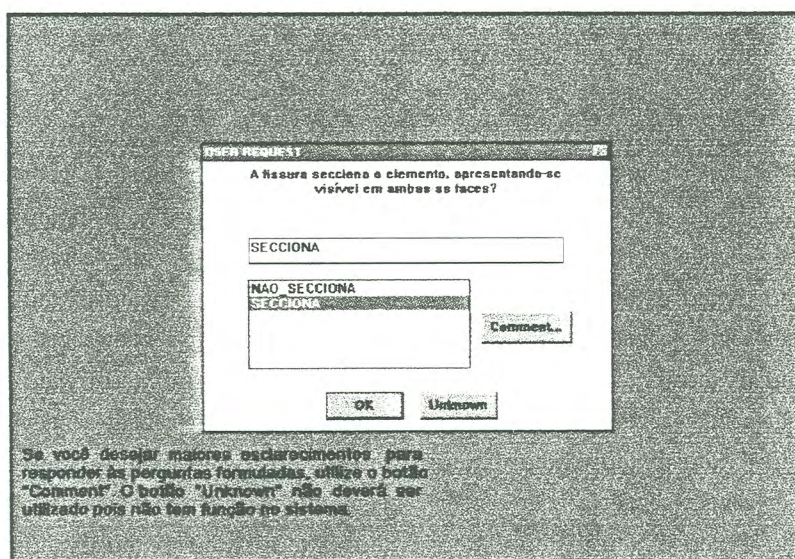 USER REQUEST
A fissura secciona o elemento, apresentando-se
visível em ambas as faces?
SECCIONA
NAO_SECCIONA
SECCIONA
Comment...
OK
Unknown
Se você desejar maiores esclarecimentos para
responder às perguntas formuladas, utilize o botão
"Comment". O botão "Unknown" não deverá ser
utilizado pois não tem função no sistema.